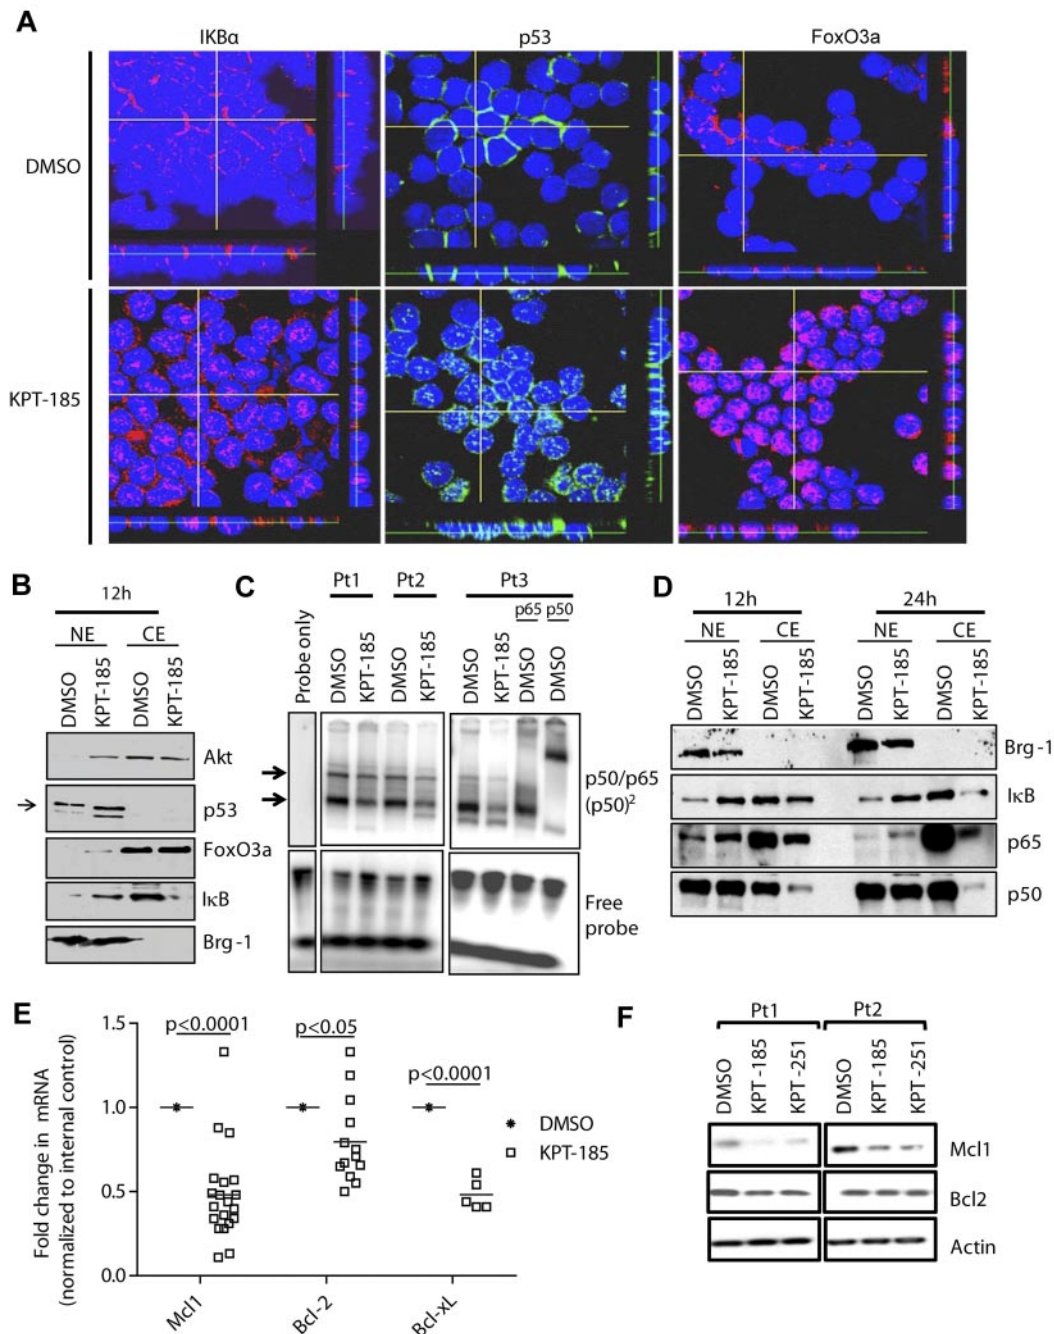 A
IKBα p53 FoxO3a
DMSO
KPT-185
B
12h
NE CE
DMSO KPT-185 DMSO KPT-185
Akt
p53
FoxO3a
IκB
Brg-1
C
Pt1 Pt2 Pt3
p65 p50
Probe only DMSO KPT-185 DMSO KPT-185 DMSO KPT-185 DMSO DMSO
p50/p65
(p50)²
Free
probe
D
12h 24h
NE CE NE CE
DMSO KPT-185 DMSO KPT-185 DMSO KPT-185 DMSO KPT-185
Brg-1
IκB
p65
p50
E
Fold change in mRNA
(normalized to internal control)
1.5
1.0
0.5
0.0
p<0.0001
p<0.05
p<0.0001
DMSO
KPT-185
Mcl1 Bcl-2 Bcl-xL
F
Pt1 Pt2
DMSO KPT-185 KPT-251 DMSO KPT-185 KPT-251
Mcl1
Bcl2
Actin